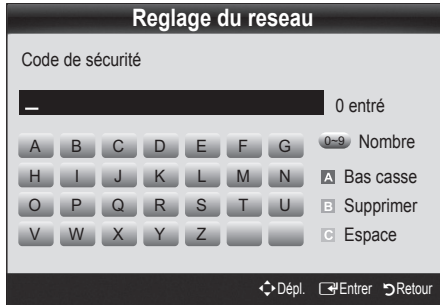 Reglage du reseau
Code de sécurité
_ 0 entré
A B C D E F G 0~9 Nombre
H I J K L M N A Bas casse
O P Q R S T U B Supprimer
V W X Y Z C Espace
Dépl. Entrer Retour